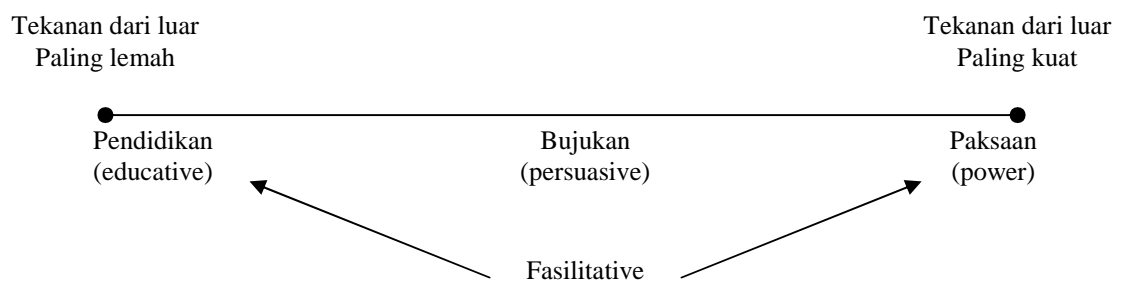 Tekanan dari luar
Paling lemah
Tekanan dari luar
Paling kuat
Pendidikan
(educative)
Bujukan
(persuasive)
Paksaan
(power)
Fasilitative